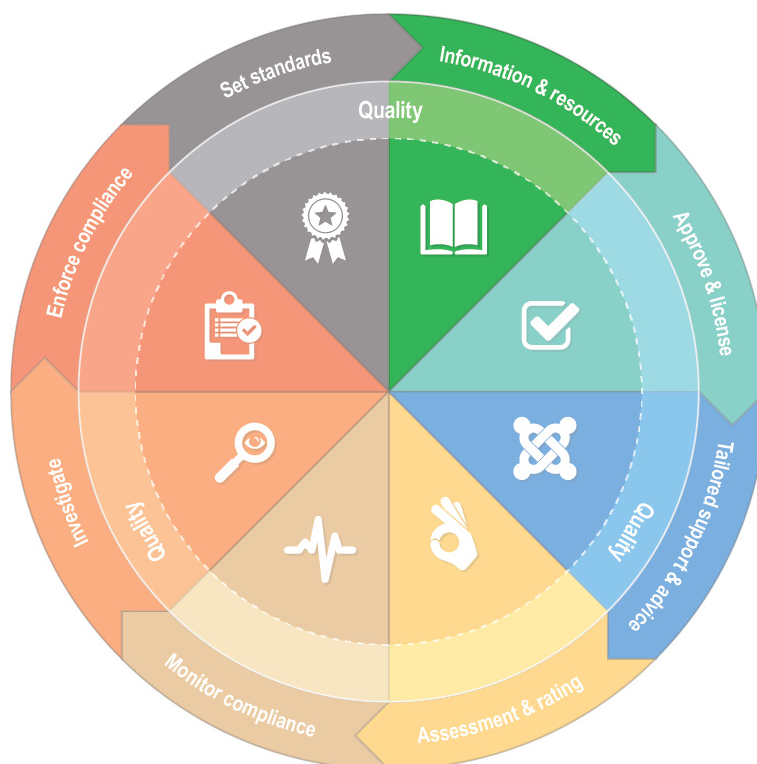 Set standards
Information & resources
Approve & license
Tailored support & advice
Assessment & rating
Monitor compliance
Investigate
Enforce compliance
Quality
Quality
Quality